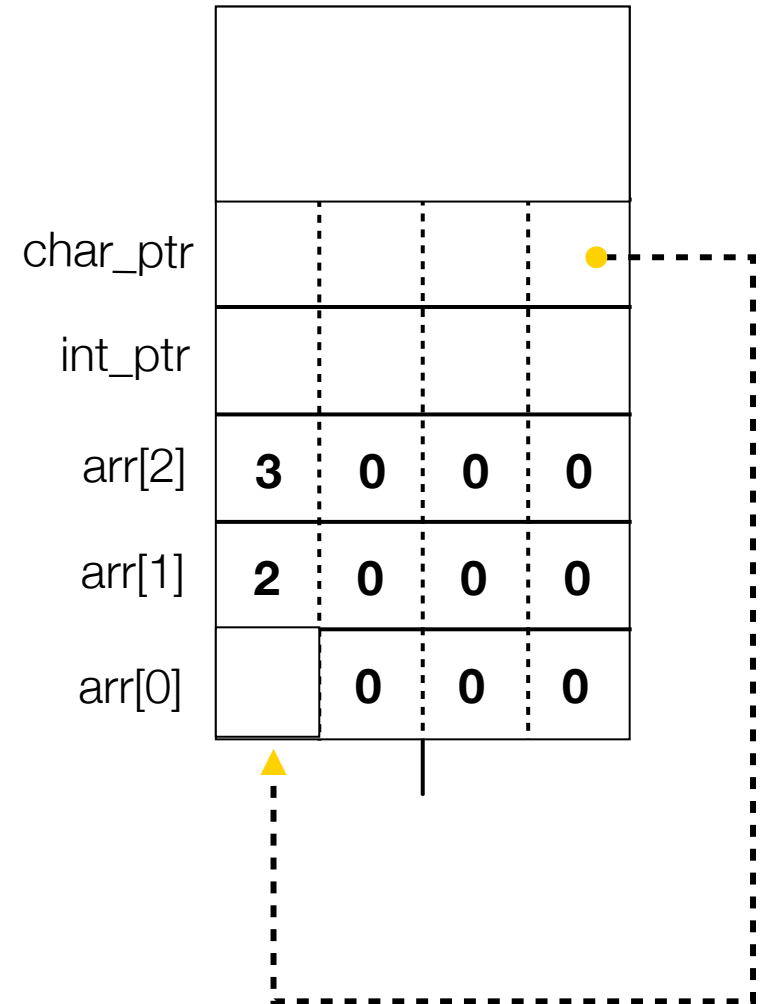 char_ptr
int_ptr
arr[2] 3 0 0 0
arr[1] 2 0 0 0
arr[0] 0 0 0